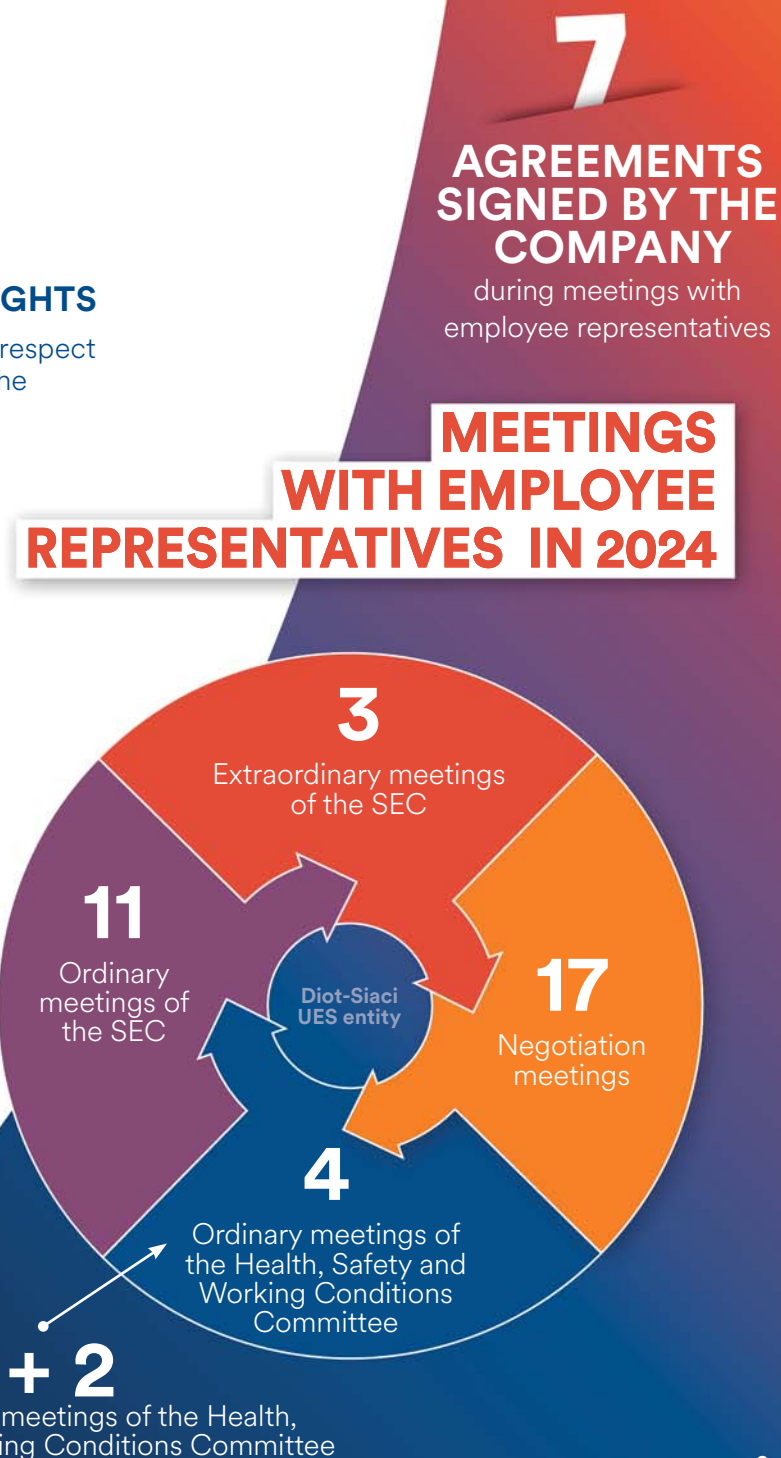 7
AGREEMENTS
SIGNED BY THE
COMPANY
during meetings with
employee representatives
GHTS
respect
he
MEETINGS
WITH EMPLOYEE
REPRESENTATIVES IN 2024
3
Extraordinary meetings
of the SEC
11
Ordinary
meetings of
the SEC
Diot-Siaci
UES entity
17
Negotiation
meetings
4
Ordinary meetings of
the Health, Safety and
Working Conditions
Committee
+ 2
meetings of the Health,
ing Conditions Committee